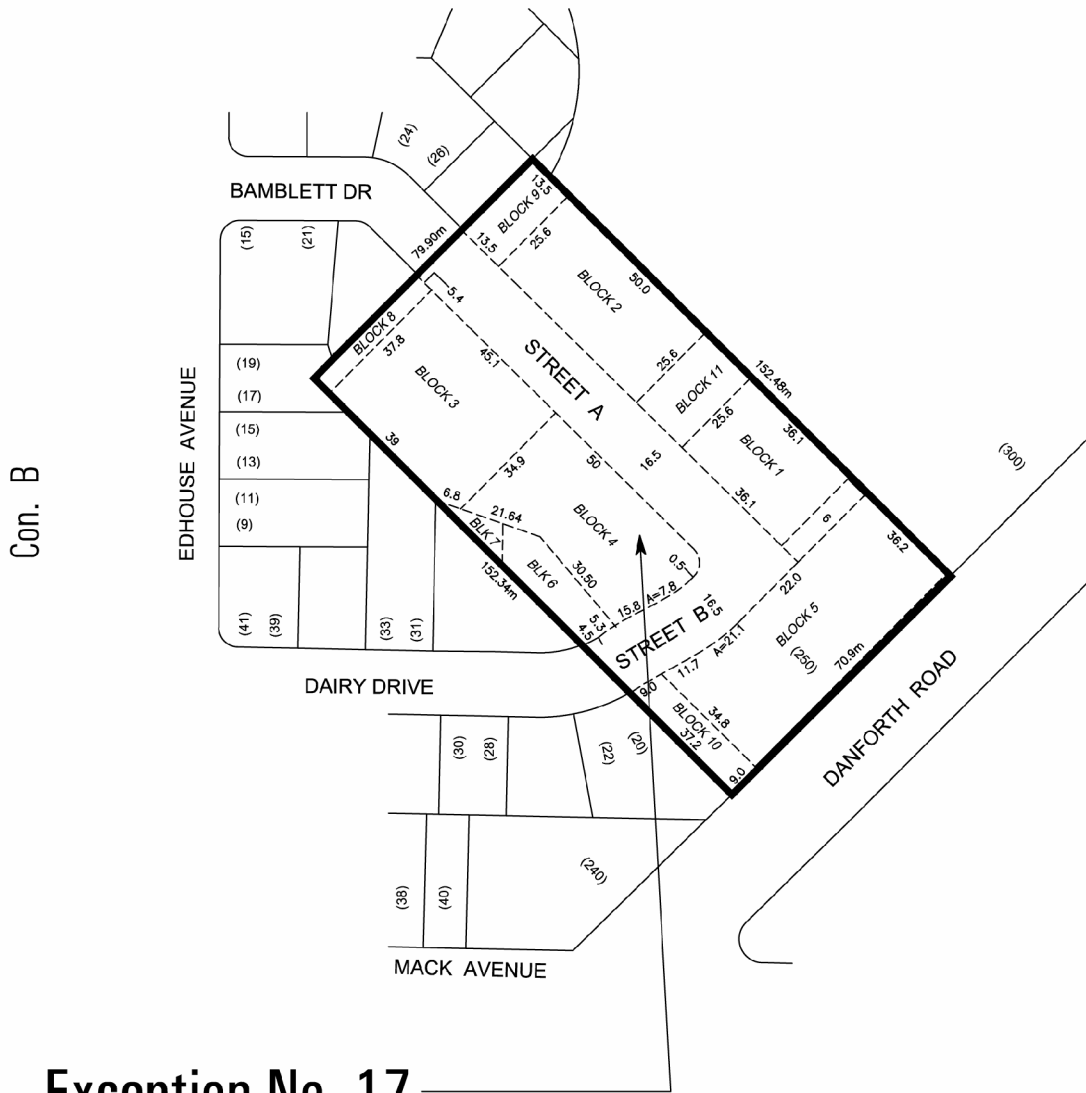 (24)
(26)
BAMBLETT DR
13.5
BLOCK 9
(15)
(21)
79.90m
13.5
25.6
5.4
BLOCK 2
50.0
BLOCK 8
37.8
45.1
STREET A
25.6
BLOCK 11
152.48m
(19)
(17)
BLOCK 3
25.6
36.1
EDHOUSE AVENUE
(15)
(13)
39
BLOCK 1
Con. B
(11)
(9)
34.9
50
16.5
36.1
(300)
6.8
21.64
BLOCK 4
6
36.2
BLK 7
BLK 6
152.34m
30.50
0.5
22.0
(41)
(39)
(33)
(31)
15.8
A=7.8
16.5
5.3
4.5
STREET B
BLOCK 5
(250)
70.9m
A=21.1
11.7
DAIRY DRIVE
9.0
34.8
BLOCK 10
37.2
9.0
DANFORTH ROAD
(30)
(28)
(22)
(20)
(38)
(40)
(240)
MACK AVENUE
Exception No. 17